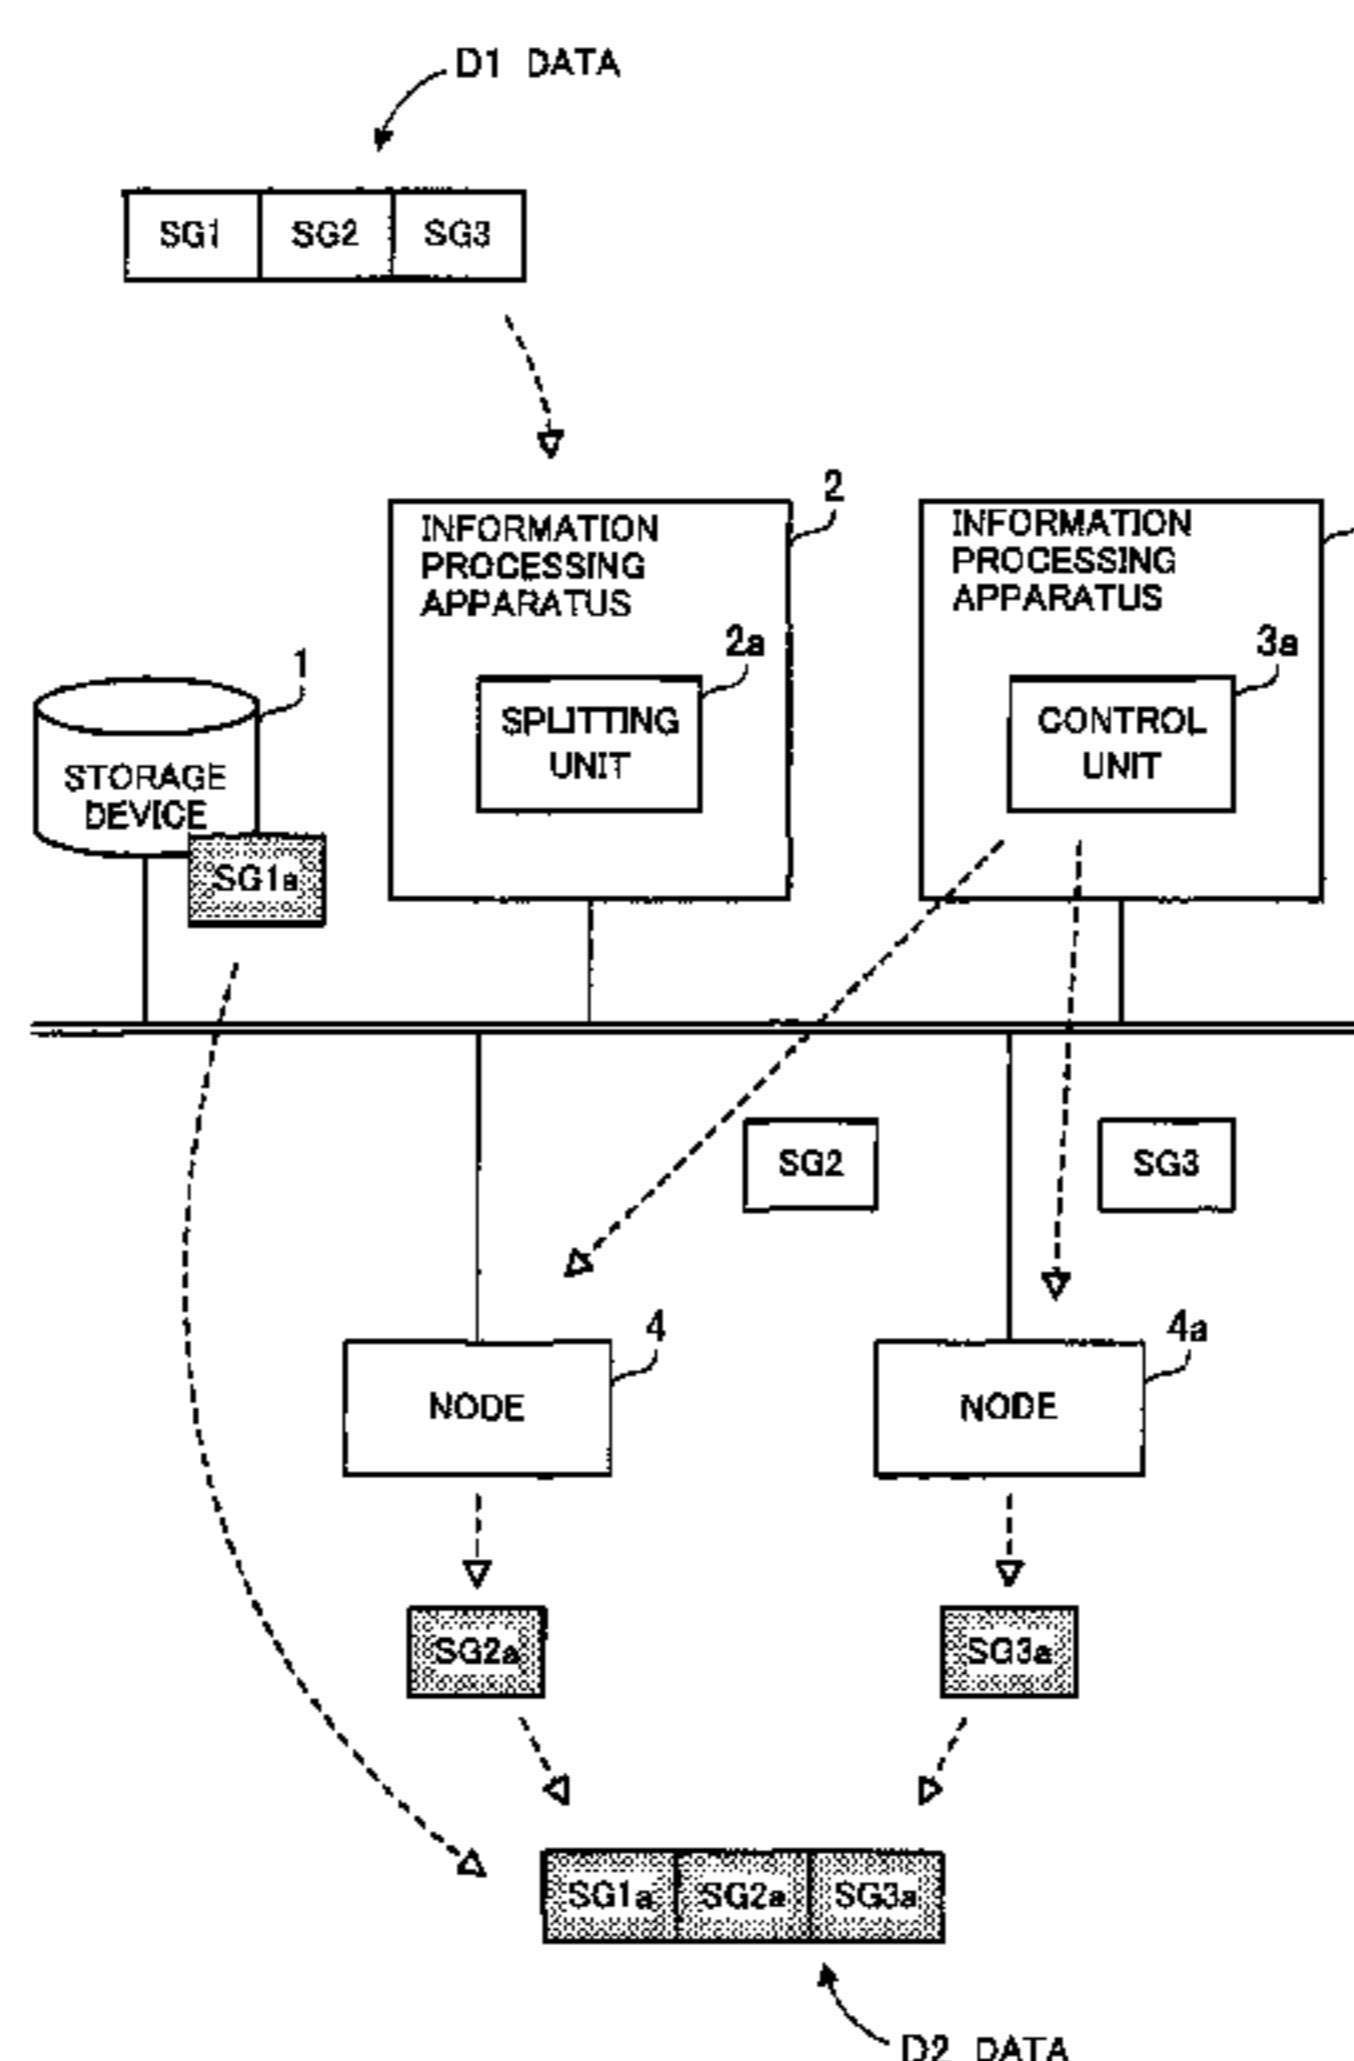 D1 DATA
SG1 SG2 SG3
2
INFORMATION
PROCESSING
APPARATUS
2a
SPLITTING
UNIT
INFORMATION
PROCESSING
APPARATUS
3a
CONTROL
UNIT
1
STORAGE
DEVICE
SG1a
SG2
SG3
4
NODE
4a
NODE
SG2a
SG3a
SG1a SG2a SG3a
D2 DATA